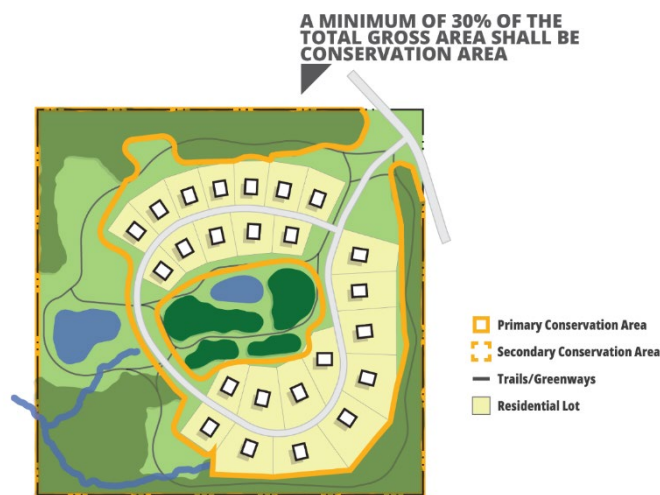 A MINIMUM OF 30% OF THE
TOTAL GROSS AREA SHALL BE
CONSERVATION AREA
Primary Conservation Area
Secondary Conservation Area
Trails/Greenways
Residential Lot